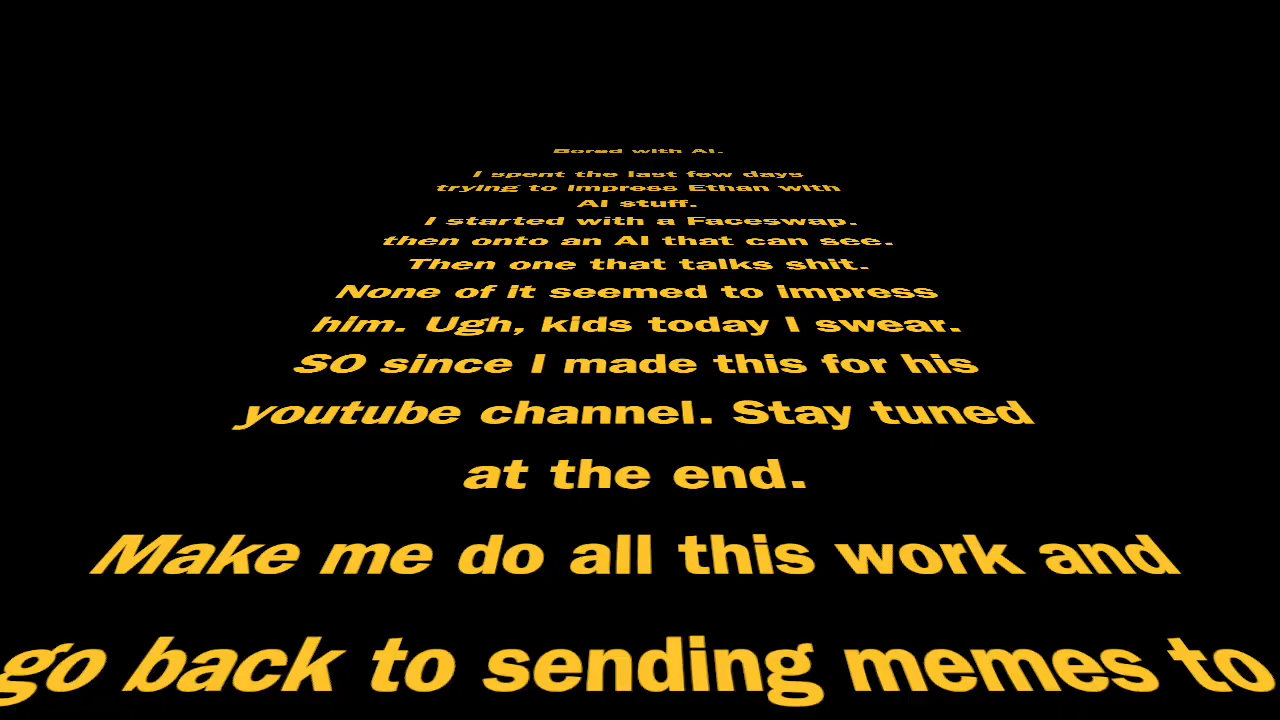 Bored with AI.
I spent the last few days
trying to impress Ethan with
AI stuff.
I started with a Faceswap.
then onto an AI that can see.
Then one that talks shit.
None of it seemed to impress
him. Ugh, kids today I swear.
SO since I made this for his
youtube channel. Stay tuned
at the end.
Make me do all this work and
go back to sending memes to